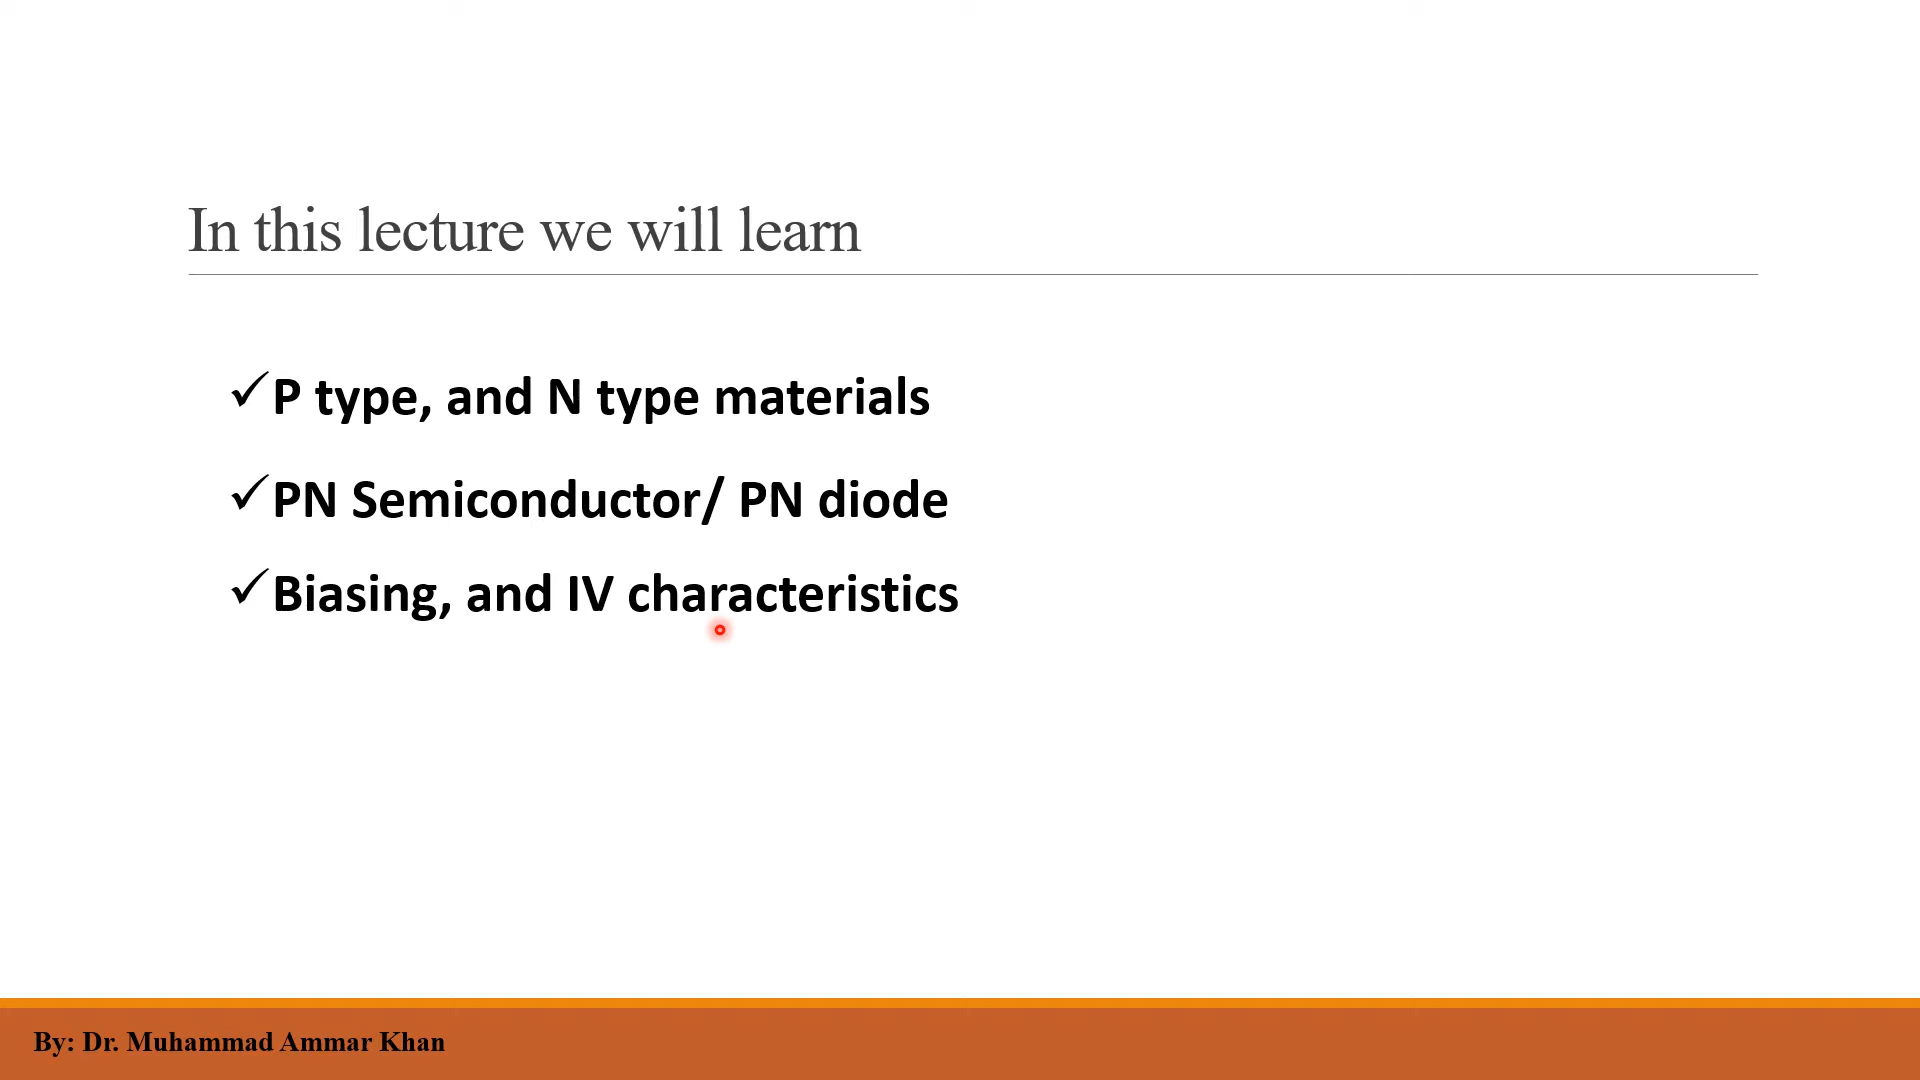 In this lecture we will learn
✓P type, and N type materials
✓PN Semiconductor/ PN diode
✓Biasing, and IV characteristics
By: Dr. Muhammad Ammar Khan